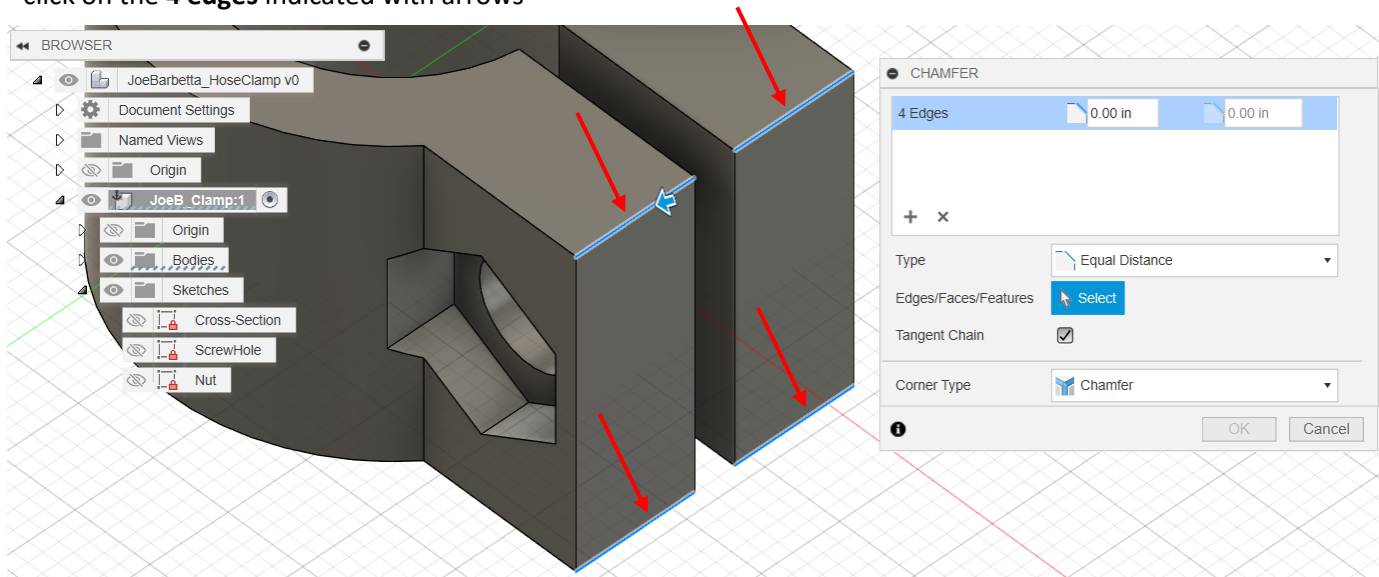 click on the 4 edges indicated with arrows
BROWSER
JoeBarbetta_HoseClamp v0
Document Settings
Named Views
Origin
JoeB_Clamp:1
Origin
Bodies
Sketches
Cross-Section
ScrewHole
Nut
CHAMFER
4 Edges 0.00 in 0.00 in
Type Equal Distance
Edges/Faces/Features Select
Tangent Chain
Corner Type Chamfer
OK Cancel